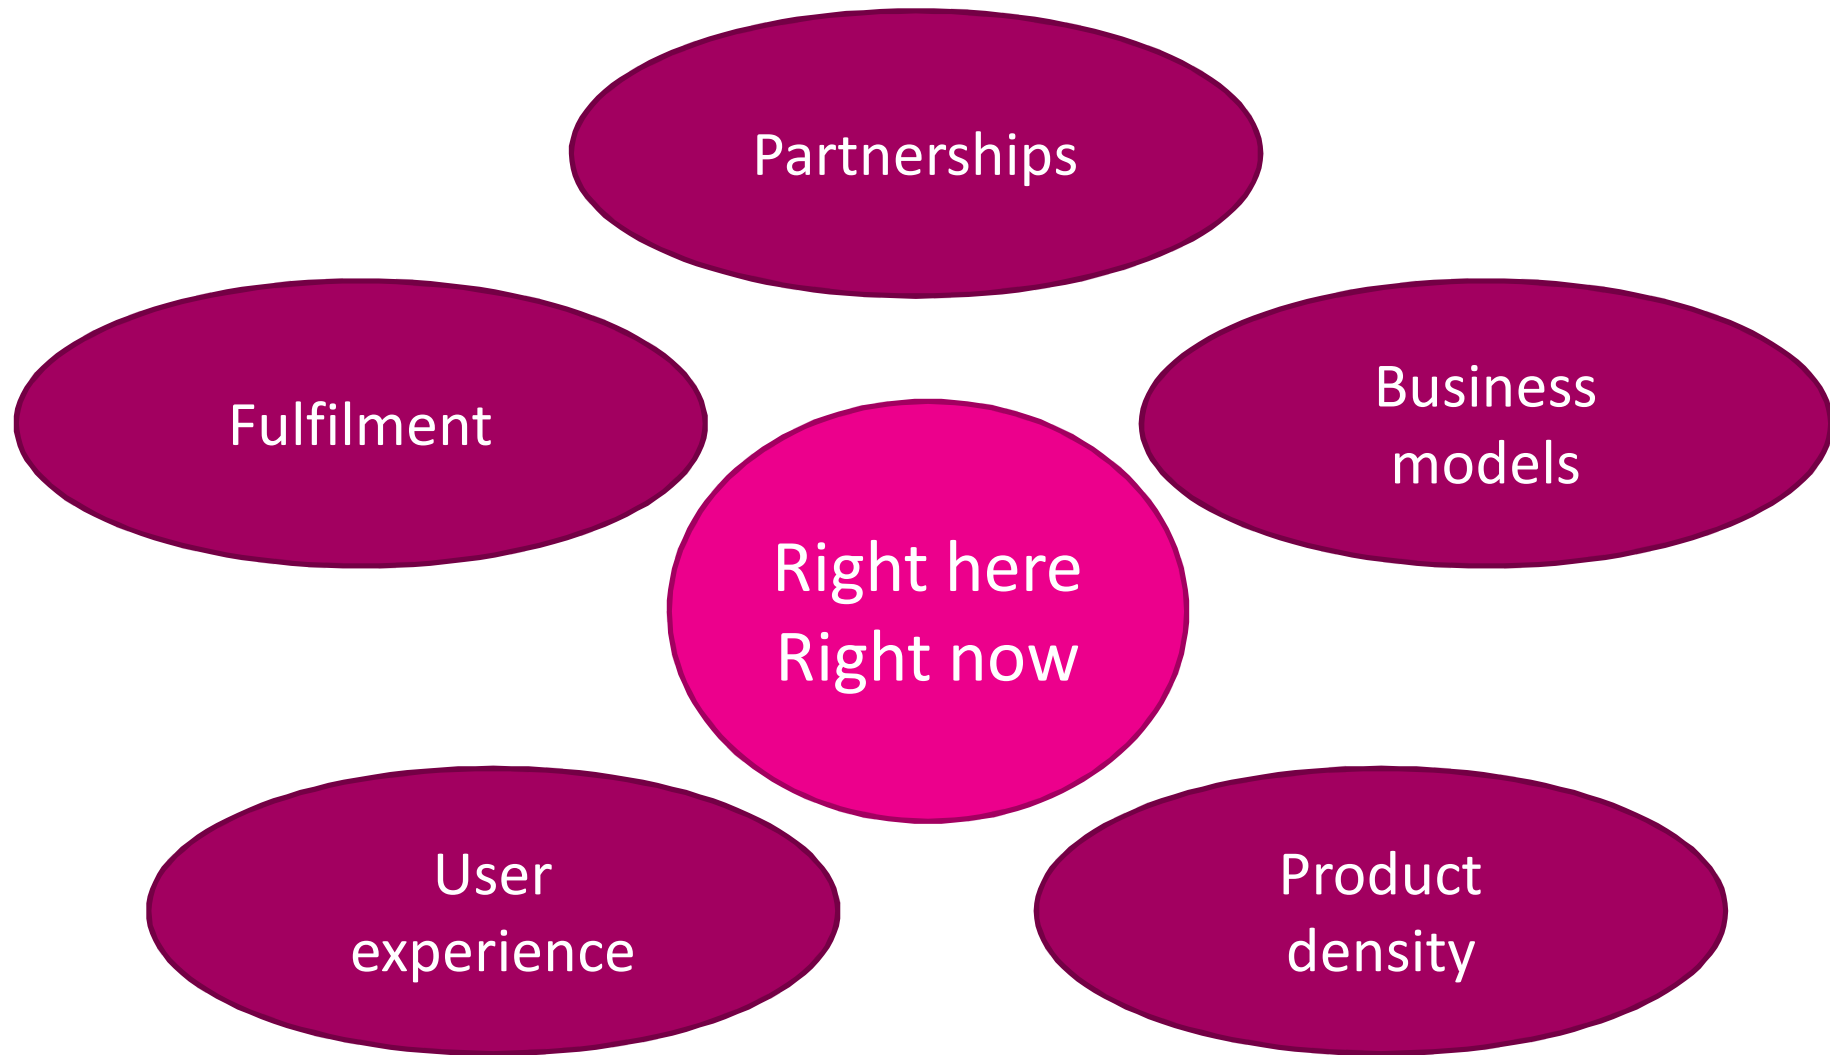 Partnerships
Fulfilment
Business
models
Right here
Right now
User
experience
Product
density